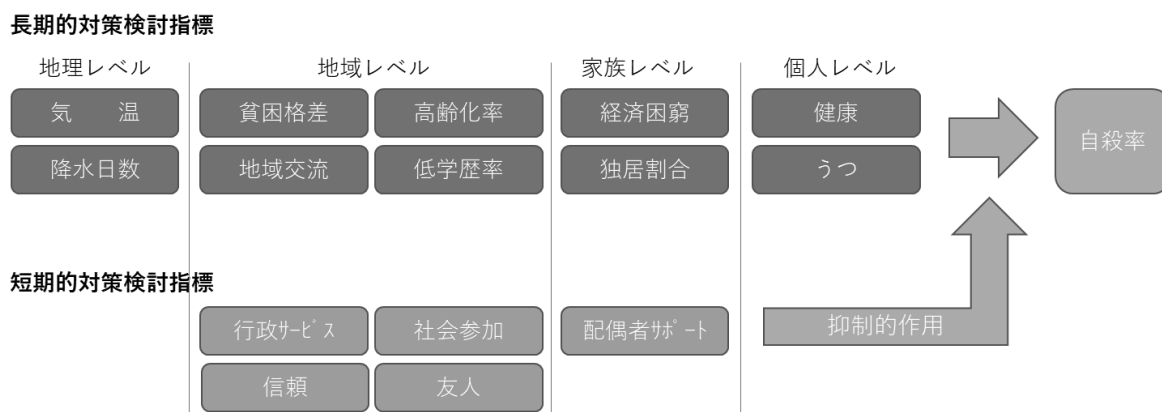 長期的対策検討指標
地理レベル 地域レベル 家族レベル 個人レベル
気 温 貧困格差 高齢化率 経済困窮 健康
自殺率
降水日数 地域交流 低学歴率 独居割合 うつ
短期的対策検討指標
行政ｻｰﾋﾞｽ 社会参加 配偶者ｻﾎﾟｰﾄ 抑制的作用
信頼 友人